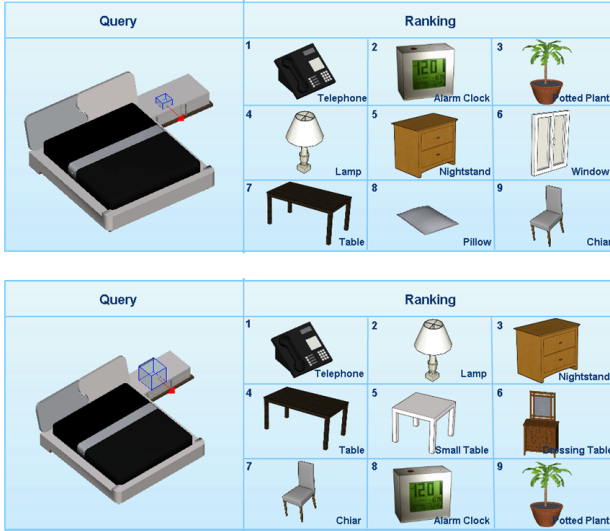 Query
Ranking
1 2 3
Telephone Alarm Clock Potted Plant
4 5 6
Lamp Nightstand Window
7 8 9
Table Pillow Chiar
Query
Ranking
1 2 3
Telephone Lamp Nightstand
4 5 6
Table Small Table Dressing Table
7 8 9
Chiar Alarm Clock Potted Plant